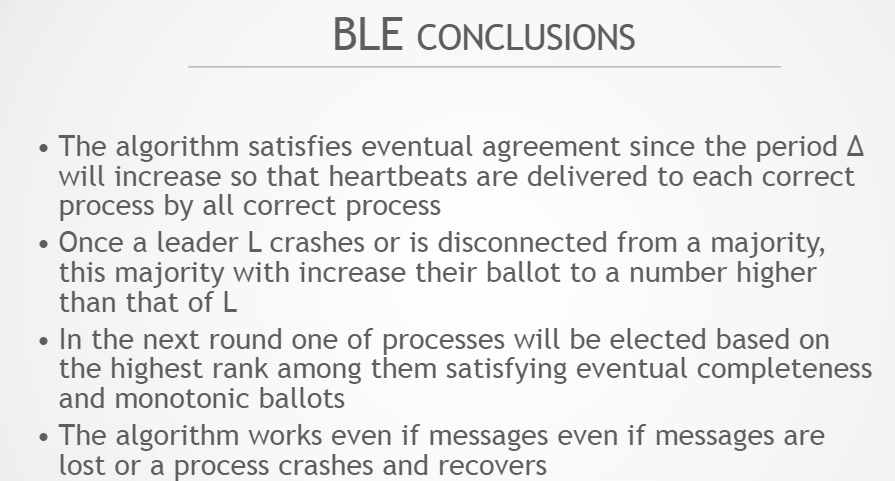 BLE CONCLUSIONS
• The algorithm satisfies eventual agreement since the period Δ
will increase so that heartbeats are delivered to each correct
process by all correct process
• Once a leader L crashes or is disconnected from a majority,
this majority with increase their ballot to a number higher
than that of L
• In the next round one of processes will be elected based on
the highest rank among them satisfying eventual completeness
and monotonic ballots
• The algorithm works even if messages even if messages are
lost or a process crashes and recovers